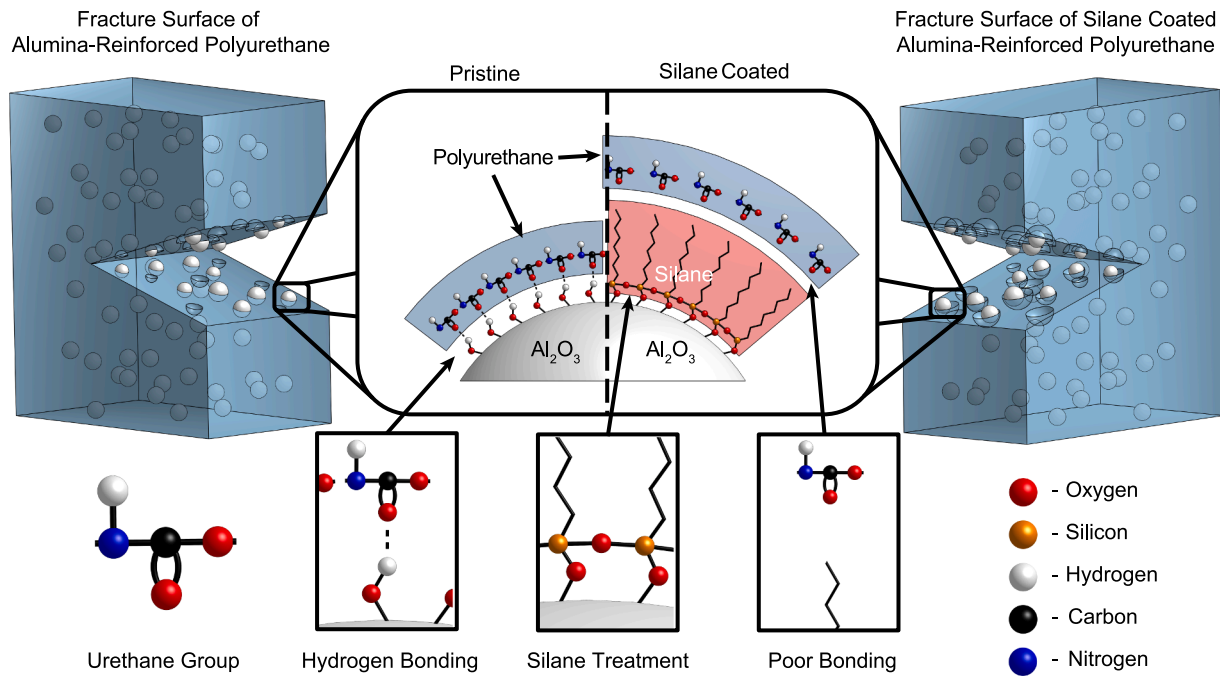 Fracture Surface of
Alumina-Reinforced Polyurethane
Fracture Surface of Silane Coated
Alumina-Reinforced Polyurethane
Pristine
Silane Coated
Polyurethane
Silane
Al₂O₃
Al₂O₃
- Oxygen
- Silicon
- Hydrogen
- Carbon
- Nitrogen
Urethane Group
Hydrogen Bonding
Silane Treatment
Poor Bonding